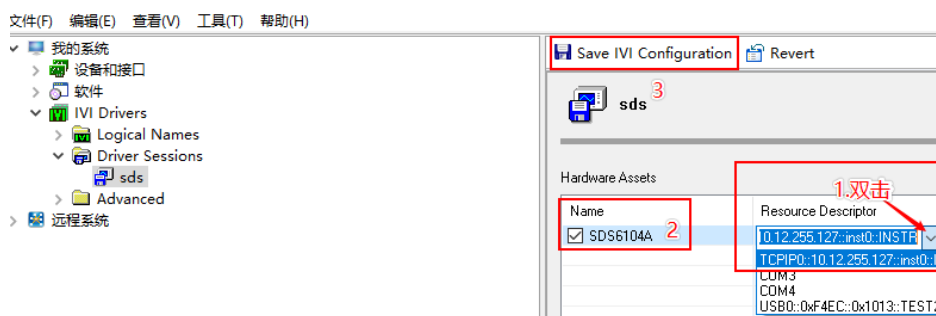 文件(F) 编辑(E) 查看(V) 工具(T) 帮助(H)
我的系统
设备和接口
软件
IVI Drivers
Logical Names
Driver Sessions
sds
Advanced
远程系统
Save IVI Configuration Revert
3
sds
Hardware Assets
1.双击
Name Resource Descriptor
SDS6104A 2 0.12.255.127::inst0::INSTR
TCPIP0::10.12.255.127::inst0::
COM3
COM4
USB0::0xF4EC::0x1013::TEST